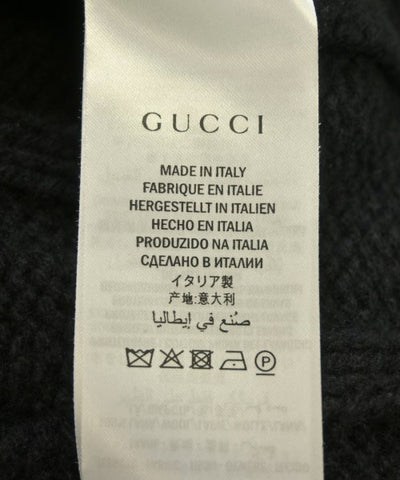 GUCCI
MADE IN ITALY
FABRIQUE EN ITALIE
HERGESTELLT IN ITALIEN
HECHO EN ITALIA
PRODUZIDO NA ITALIA
СДЕЛАНО В ИТАЛИИ
イタリア製
产地:意大利
صُنع في إيطاليا
P